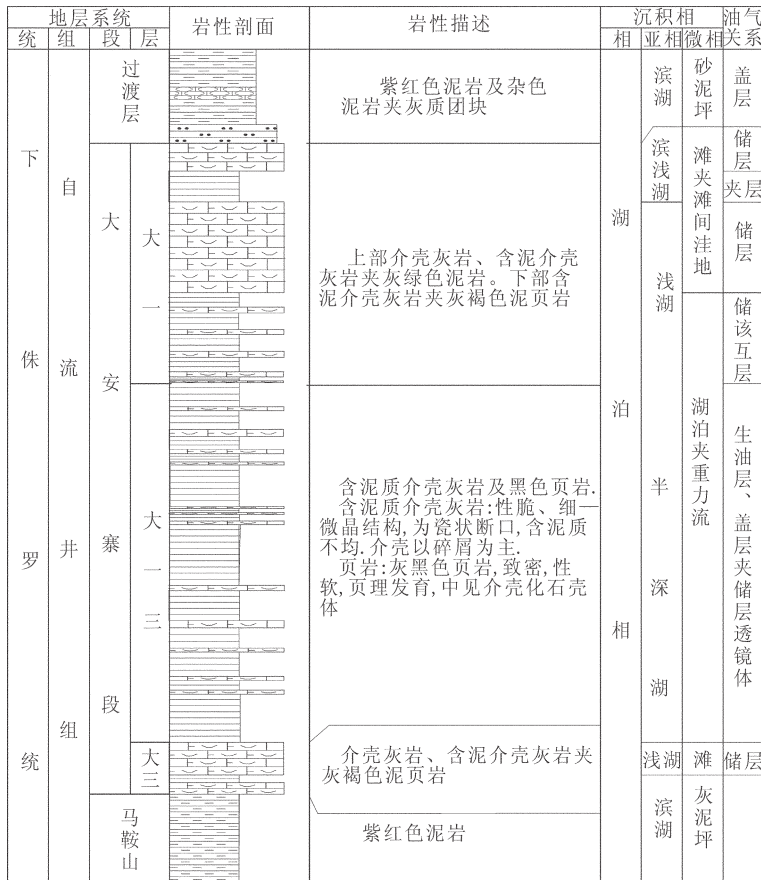 地层系统
岩性剖面
岩性描述
沉积相
油气关系
统
组
段
层
相
亚相
微相
下侏罗统
自流井组
过渡层
大安寨段
马鞍山
大一
大一三
大三
紫红色泥岩及杂色
泥岩夹灰质团块
上部介壳灰岩、含泥介壳
灰岩夹灰绿色泥岩。下部含
泥介壳灰岩夹灰褐色泥页岩
含泥质介壳灰岩及黑色页岩.
含泥质介壳灰岩:性脆、细—
微晶结构,为瓷状断口,含泥质
不均.介壳以碎屑为主.
页岩:灰黑色页岩,致密,性
软,页理发育,中见介壳化石壳
体
介壳灰岩、含泥介壳灰岩夹
灰褐色泥页岩
紫红色泥岩
湖泊相
滨湖
滨浅湖
浅湖
半深湖
浅湖
滨湖
砂泥坪
滩夹滩间洼地
湖泊夹重力流
滩
灰泥坪
盖层
储层
夹层
储层
储该互层
生油层、盖层夹储层透镜体
储层